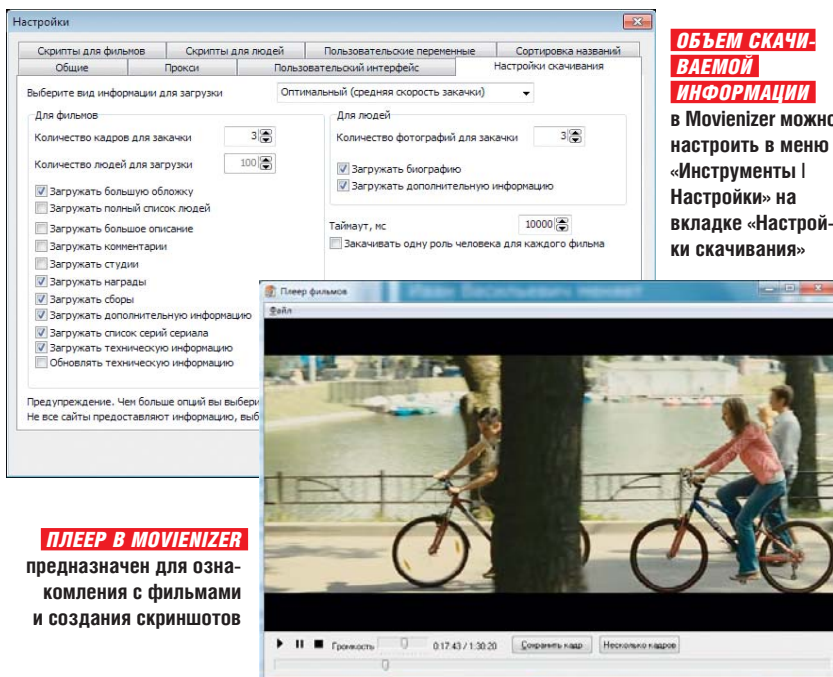 Настройки
Скрипты для фильмов Скрипты для людей Пользовательские переменные Сортировка названий
Общие Прокси Пользовательский интерфейс Настройки скачивания
Выберите вид информации для загрузки Оптимальный (средняя скорость закачки)
Для фильмов
Количество кадров для закачки 3
Количество людей для загрузки 100
Загружать большую обложку
Загружать полный список людей
Загружать большое описание
Загружать комментарии
Загружать студии
Загружать награды
Загружать сборы
Загружать дополнительную информацию
Загружать список серий сериала
Загружать техническую информацию
Обновлять техническую информацию
Для людей
Количество фотографий для закачки 3
Загружать биографию
Загружать дополнительную информацию
Таймаут, мс 10000
Закачивать одну роль человека для каждого фильма
Предупреждение. Чем больше опций вы выбери
Не все сайты предоставляют информацию, выб
ОБЪЕМ СКАЧИ-
ВАЕМОЙ
ИНФОРМАЦИИ
в Movienizer можно
настроить в меню
«Инструменты |
Настройки» на
вкладке «Настрой-
ки скачивания»
Плеер фильмов
Иван Васильевич меняет
Файл
Громкость 0:17:43 / 1:30:20 Сохранить кадр Несколько кадров
ПЛЕЕР В MOVIENIZER
предназначен для озна-
комления с фильмами
и создания скриншотов